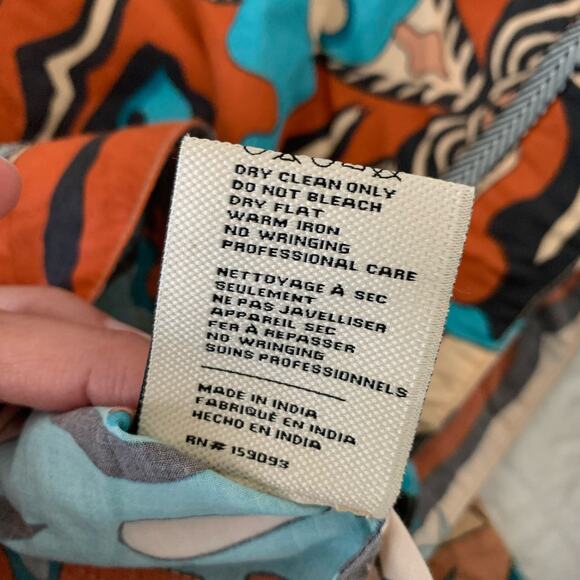 DRY CLEAN ONLY
DO NOT BLEACH
DRY FLAT
WARM IRON
NO WRINGING
PROFESSIONAL CARE
NETTOYAGE À SEC
SEULEMENT
NE PAS JAVELLISER
APPAREIL SEC
FER À REPASSER
NO WRINGING
SOINS PROFESSIONNELS
MADE IN INDIA
FABRIQUÉ EN INDIA
HECHO EN INDIA
RN# 159093